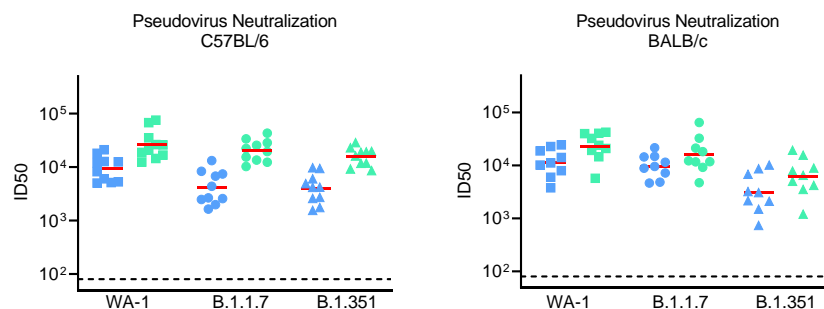 Pseudovirus Neutralization
C57BL/6
ID50
10⁵
10⁴
10³
10²
WA-1 B.1.1.7 B.1.351
Pseudovirus Neutralization
BALB/c
ID50
10⁵
10⁴
10³
10²
WA-1 B.1.1.7 B.1.351